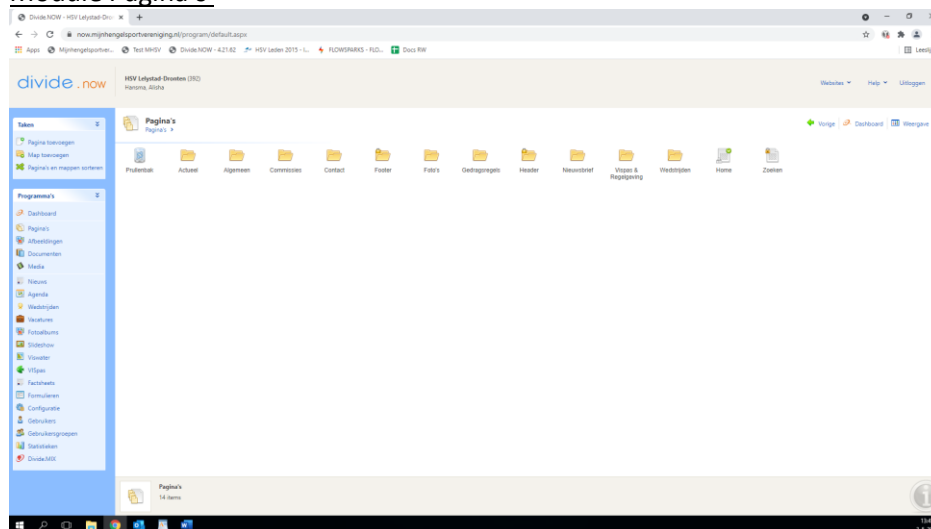 Module Pagina's
Divide.NOW - HSV Lelystad-Dron
now.mijnhengelsportvereniging.nl/program/default.aspx
Apps Mijnhengelsportver... Test MHSV Divide.NOW - 4.21.62 HSV Leden 2015 - I... FLOWSPARKS - FLO... Docs RW Leeslij
divide.now
HSV Lelystad-Dronten (392)
Hansma, Alisha
Websites Help Uitloggen
Taken
Pagina toevoegen
Map toevoegen
Pagina's en mappen sorteren
Programma's
Dashboard
Pagina's
Afbeeldingen
Documenten
Media
Nieuws
Agenda
Wedstrijden
Vacatures
Fotoalbums
Slideshow
Viswater
VISpas
Factsheets
Formulieren
Configuratie
Gebruikers
Gebruikersgroepen
Statistieken
Divide.MIX
Pagina's
Pagina's
Vorige Dashboard Weergave
Prullenbak Actueel Algemeen Commissies Contact Footer Foto's Gedragsregels Header Nieuwsbrief Vispas & Regelgeving Wedstrijden Home Zoeken
Pagina's
14 items